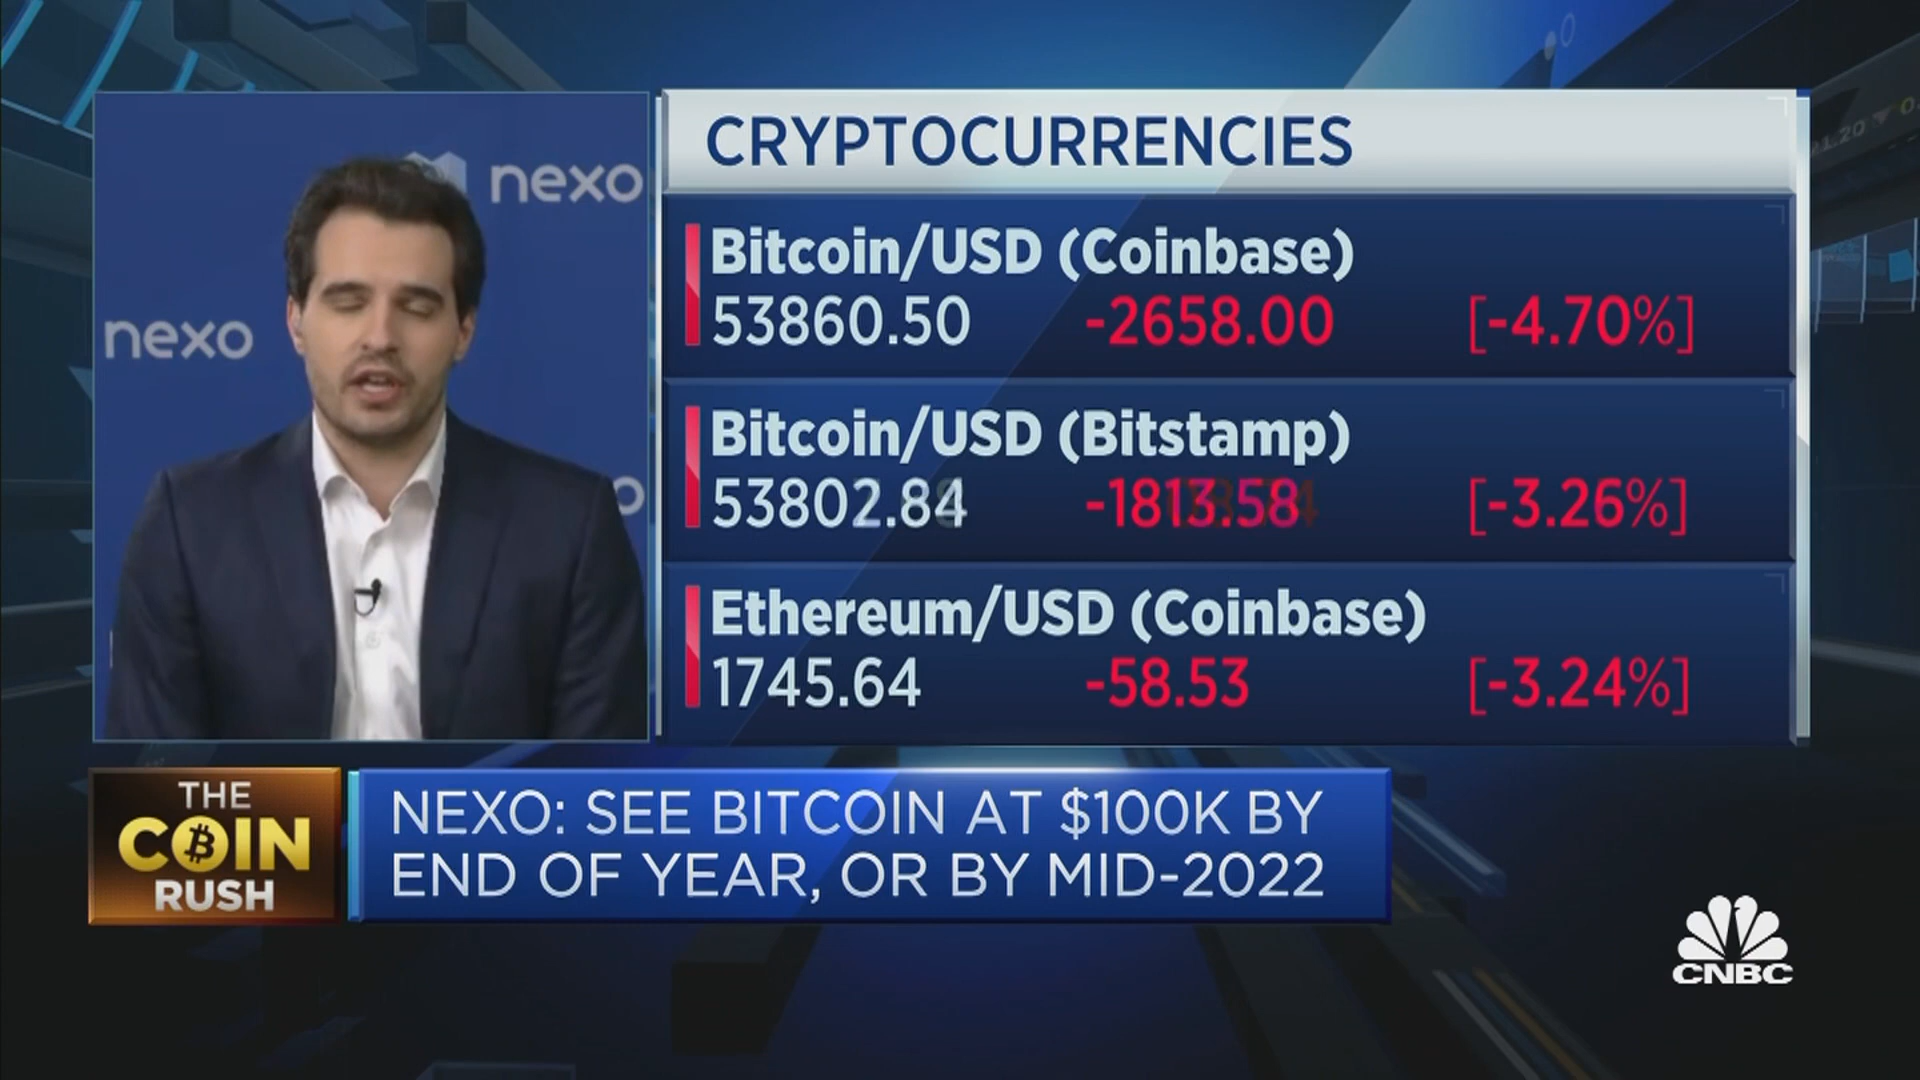 nexo
nexo
CRYPTOCURRENCIES
Bitcoin/USD (Coinbase)
53860.50 -2658.00 [-4.70%]
Bitcoin/USD (Bitstamp)
53802.84 -1813.58 [-3.26%]
Ethereum/USD (Coinbase)
1745.64 -58.53 [-3.24%]
THE
COIN
RUSH
NEXO: SEE BITCOIN AT $100K BY
END OF YEAR, OR BY MID-2022
CNBC